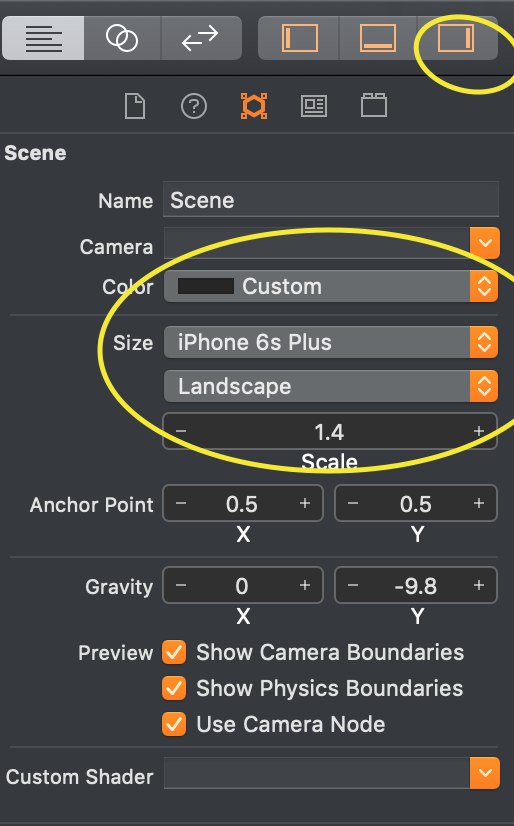 Scene
Name Scene
Camera
Color Custom
Size iPhone 6s Plus
Landscape
− 1.4 +
Scale
Anchor Point − 0.5 + − 0.5 +
X Y
Gravity − 0 + − -9.8 +
X Y
Preview Show Camera Boundaries
Show Physics Boundaries
Use Camera Node
Custom Shader